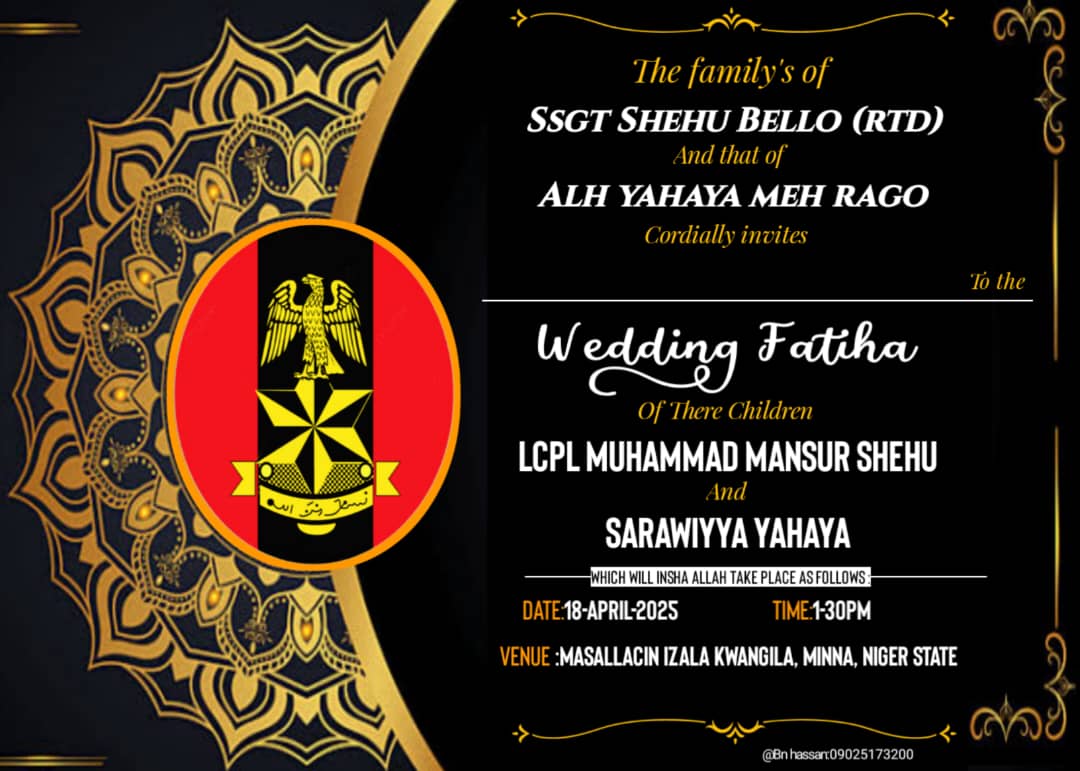 The family's of
SSGT SHEHU BELLO (RTD)
And that of
ALH YAHAYA MEH RAGO
Cordially invites
To the
Wedding Fatiha
Of There Children
LCPL MUHAMMAD MANSUR SHEHU
And
SARAWIYYA YAHAYA
WHICH WILL INSHA ALLAH TAKE PLACE AS FOLLOWS :
DATE:18-APRIL-2025 TIME:1-30PM
VENUE :MASALLACIN IZALA KWANGILA, MINNA, NIGER STATE
@Bn hassan:09025173200